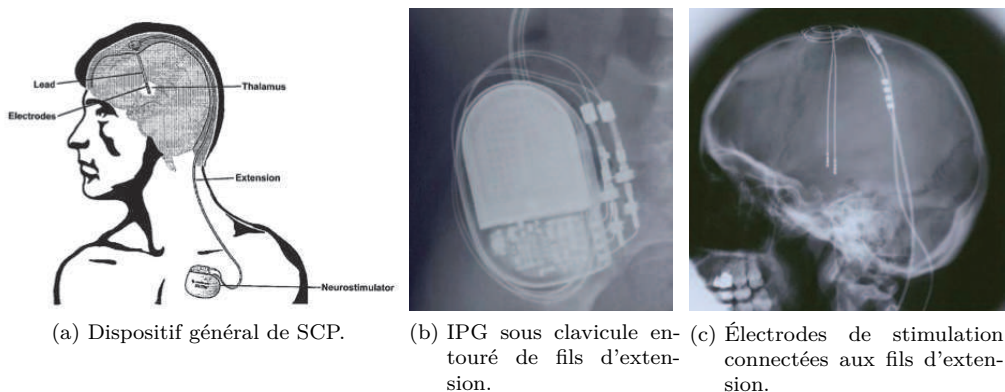 Lead
Thalamus
Electrodes
Extension
Neurostimulator
(a) Dispositif général de SCP.
(b) IPG sous clavicule en-
touré de fils d'exten-
sion.
(c) Électrodes de stimulation
connectées aux fils d'exten-
sion.